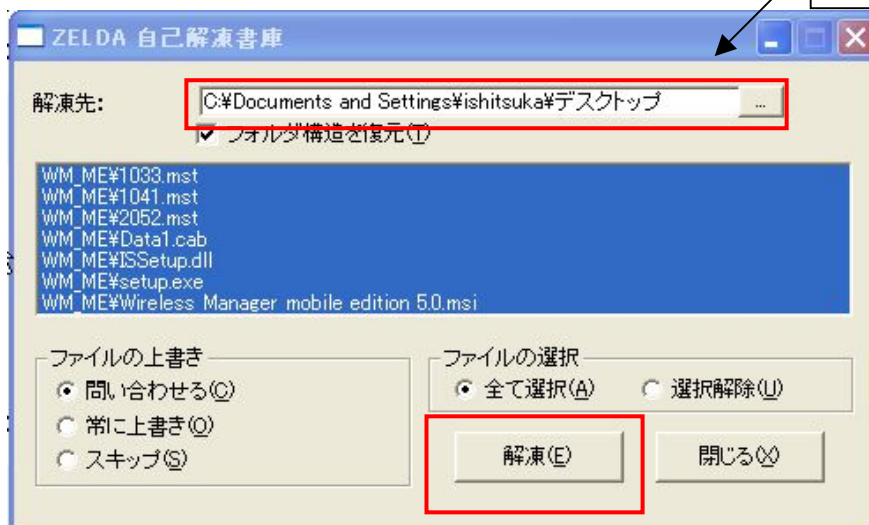 ZELDA 自己解凍書庫
解凍先:
C:¥Documents and Settings¥ishitsuka¥デスクトップ
...
フォルダ構造を復元(T)
WM_ME¥1033.mst
WM_ME¥1041.mst
WM_ME¥2052.mst
WM_ME¥Data1.cab
WM_ME¥ISSetup.dll
WM_ME¥setup.exe
WM_ME¥Wireless Manager mobile edition 5.0.msi
ファイルの上書き
問い合わせる(C)
常に上書き(O)
スキップ(S)
ファイルの選択
全て選択(A)
選択解除(U)
解凍(E)
閉じる(X)